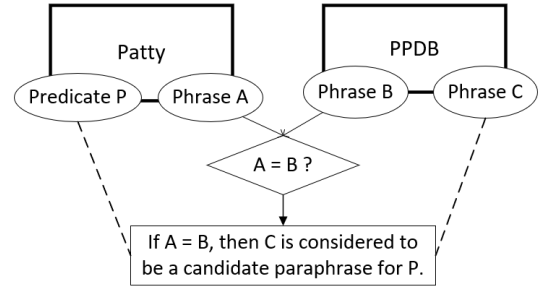 Patty
PPDB
Predicate P
Phrase A
Phrase B
Phrase C
A = B ?
If A = B, then C is considered to
be a candidate paraphrase for P.